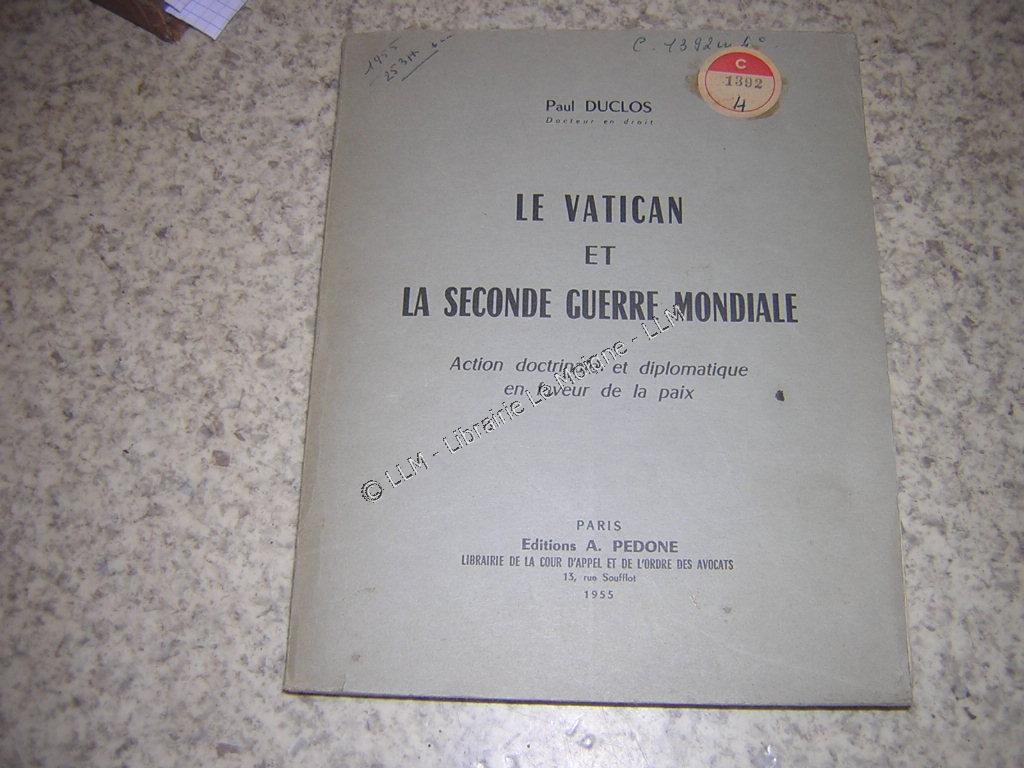 1955
C. 1392 in 4°
C
1392
4
Paul DUCLOS
Docteur en droit
LE VATICAN
ET
LA SECONDE GUERRE MONDIALE
Action doctrinale et diplomatique
en faveur de la paix
© LLM - Librairie Le Moigne - LLM
PARIS
Editions A. PEDONE
LIBRAIRIE DE LA COUR D'APPEL ET DE L'ORDRE DES AVOCATS
13, rue Soufflot
1955